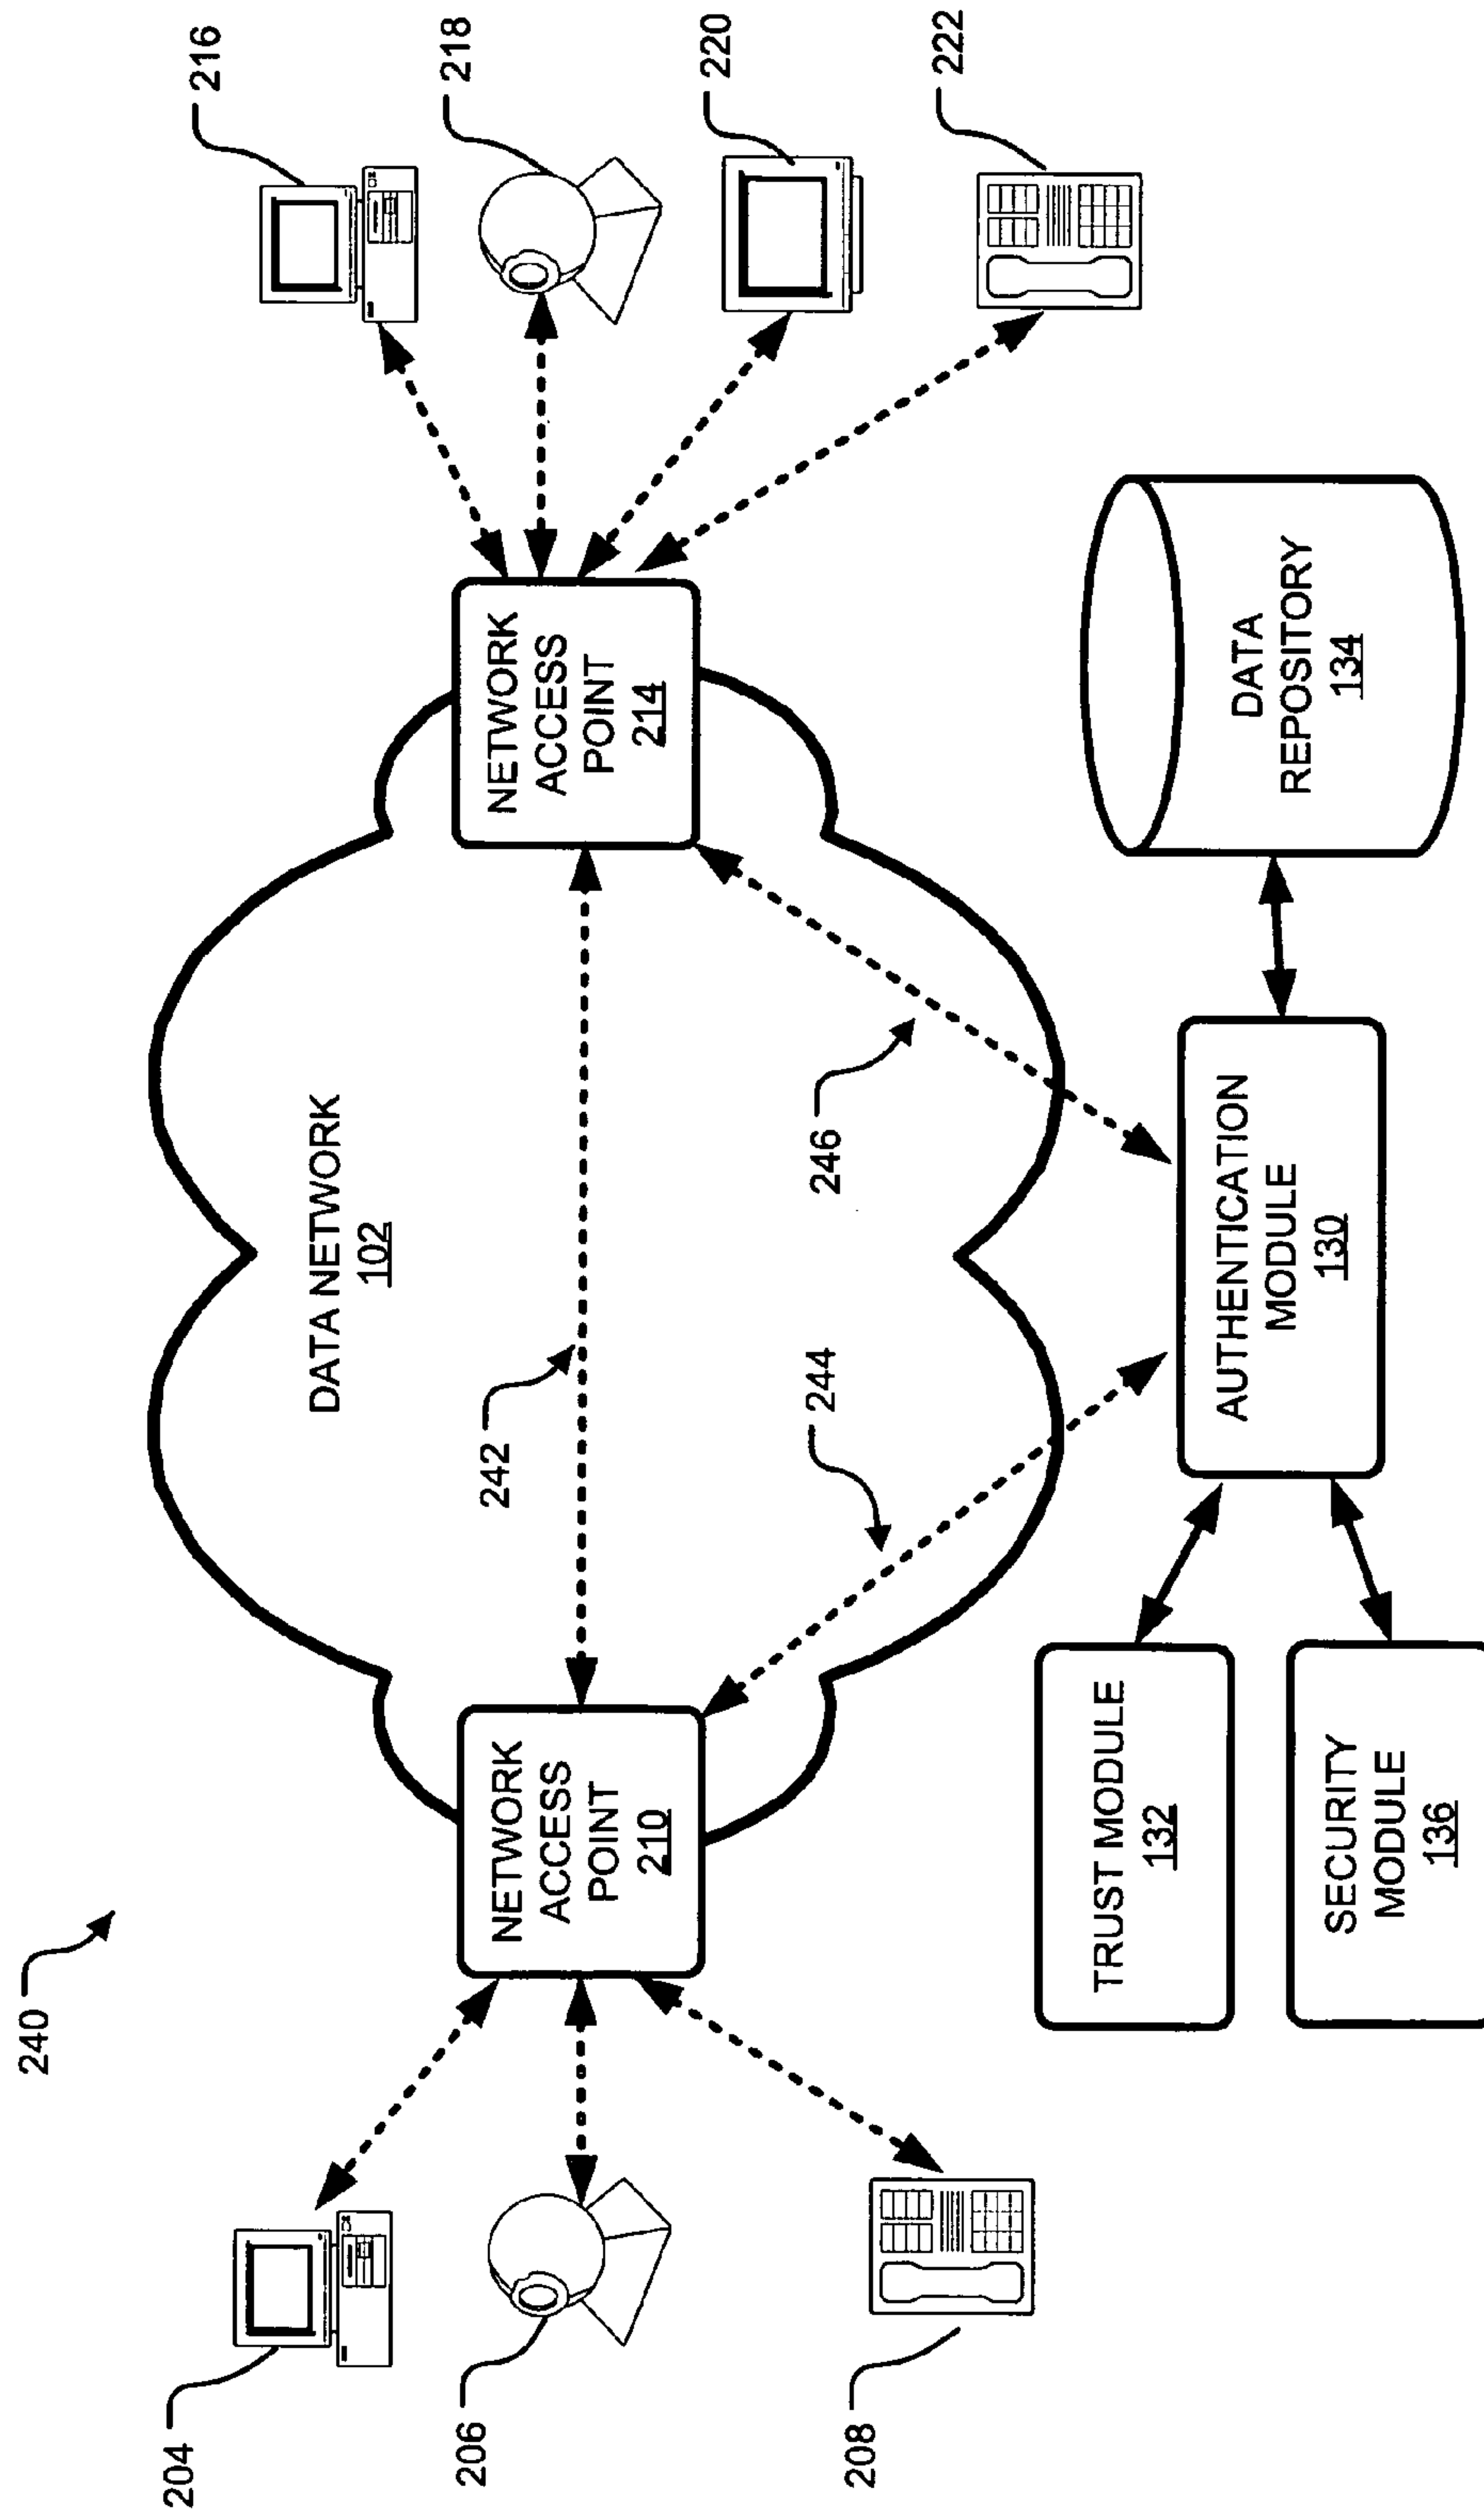 240
DATA NETWORK
102
204
206
208
NETWORK
ACCESS
POINT
210
242
244
246
NETWORK
ACCESS
POINT
214
216
218
220
222
TRUST MODULE
132
SECURITY
MODULE
136
AUTHENTICATION
MODULE
130
DATA
REPOSITORY
134